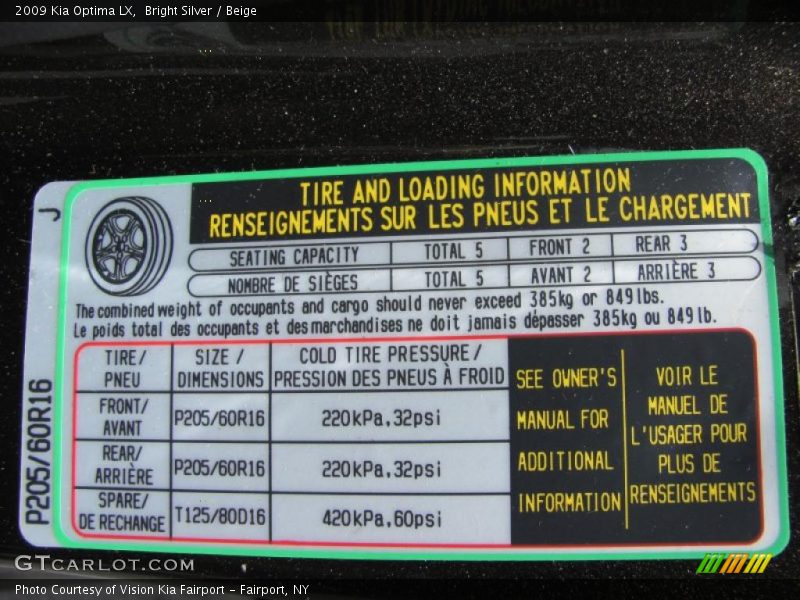 2009 Kia Optima LX,  Bright Silver / Beige
TIRE AND LOADING INFORMATION
RENSEIGNEMENTS SUR LES PNEUS ET LE CHARGEMENT
SEATING CAPACITY TOTAL 5 FRONT 2 REAR 3
NOMBRE DE SIÈGES TOTAL 5 AVANT 2 ARRIÈRE 3
The combined weight of occupants and cargo should never exceed 385kg or 849lbs.
Le poids total des occupants et des marchandises ne doit jamais dépasser 385kg ou 849lb.
J
P205/60R16
TIRE/
PNEU
SIZE /
DIMENSIONS
COLD TIRE PRESSURE /
PRESSION DES PNEUS À FROID
FRONT/
AVANT
P205/60R16
220kPa,32psi
REAR/
ARRIÈRE
P205/60R16
220kPa,32psi
SPARE/
DE RECHANGE
T125/80D16
420kPa,60psi
SEE OWNER'S
MANUAL FOR
ADDITIONAL
INFORMATION
VOIR LE
MANUEL DE
L'USAGER POUR
PLUS DE
RENSEIGNEMENTS
GTCARLOT.COM
Photo Courtesy of Vision Kia Fairport - Fairport, NY